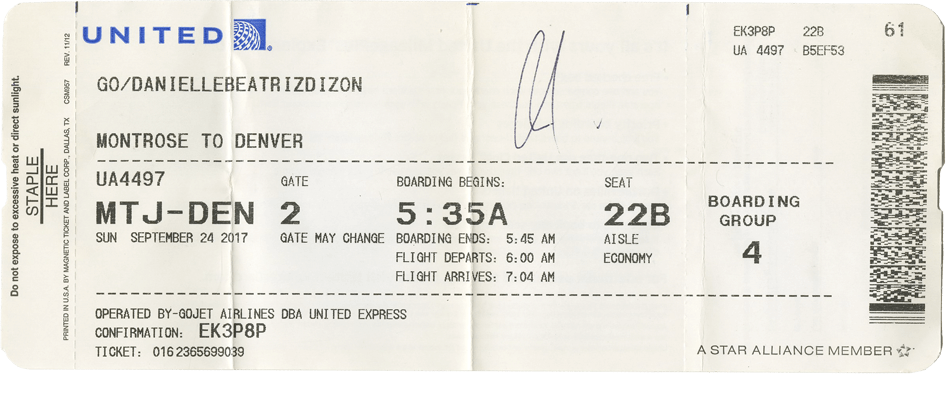 UNITED
EK3P8P 22B
UA 4497 B5EF53
61
GO/DANIELLEBEATRIZDIZON
MONTROSE TO DENVER
UA4497 GATE BOARDING BEGINS: SEAT
MTJ-DEN 2 5:35A 22B
SUN SEPTEMBER 24 2017 GATE MAY CHANGE BOARDING ENDS: 5:45 AM AISLE
FLIGHT DEPARTS: 6:00 AM ECONOMY
FLIGHT ARRIVES: 7:04 AM
BOARDING
GROUP
4
OPERATED BY-GOJET AIRLINES DBA UNITED EXPRESS
CONFIRMATION: EK3P8P
TICKET: 016 2365699039
A STAR ALLIANCE MEMBER
Do not expose to excessive heat or direct sunlight.
STAPLE
HERE
PRINTED IN U.S.A. BY MAGNETIC TICKET AND LABEL CORP., DALLAS, TX CSM957 REV. 11/12